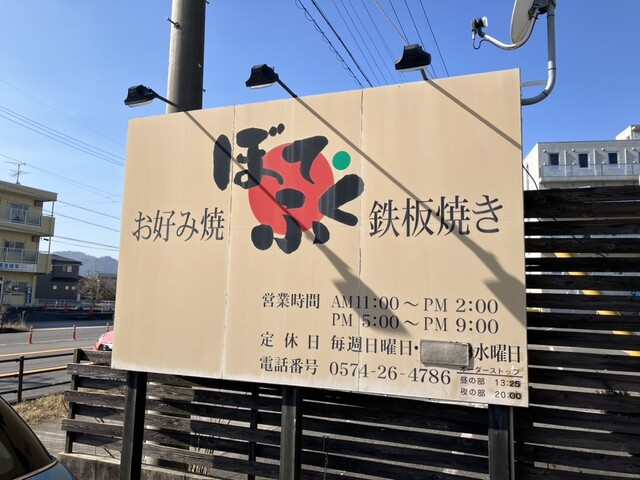 ぼてふく
お好み焼 鉄板焼き
営業時間 AM11:00～PM 2:00
PM 5:00～PM 9:00
定休日 毎週日曜日・水曜日
電話番号 0574-26-4786
オーダーストップ
昼の部 13:25
夜の部 20:00